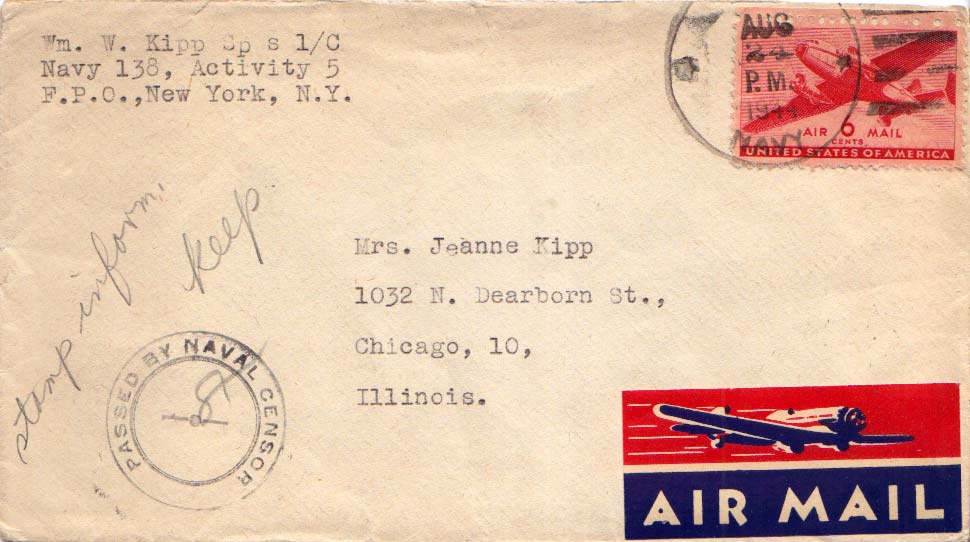 Wm. W. Kipp Sp s 1/C
Navy 138, Activity 5
F.P.O.,New York, N.Y.
AUG
24
P.M.
NAVY
AIR 6 MAIL
CENTS
UNITED STATES OF AMERICA
stamp inform.
keep
Mrs. Jeanne Kipp
1032 N. Dearborn St.,
Chicago, 10,
Illinois.
PASSED BY NAVAL CENSOR
AIR MAIL